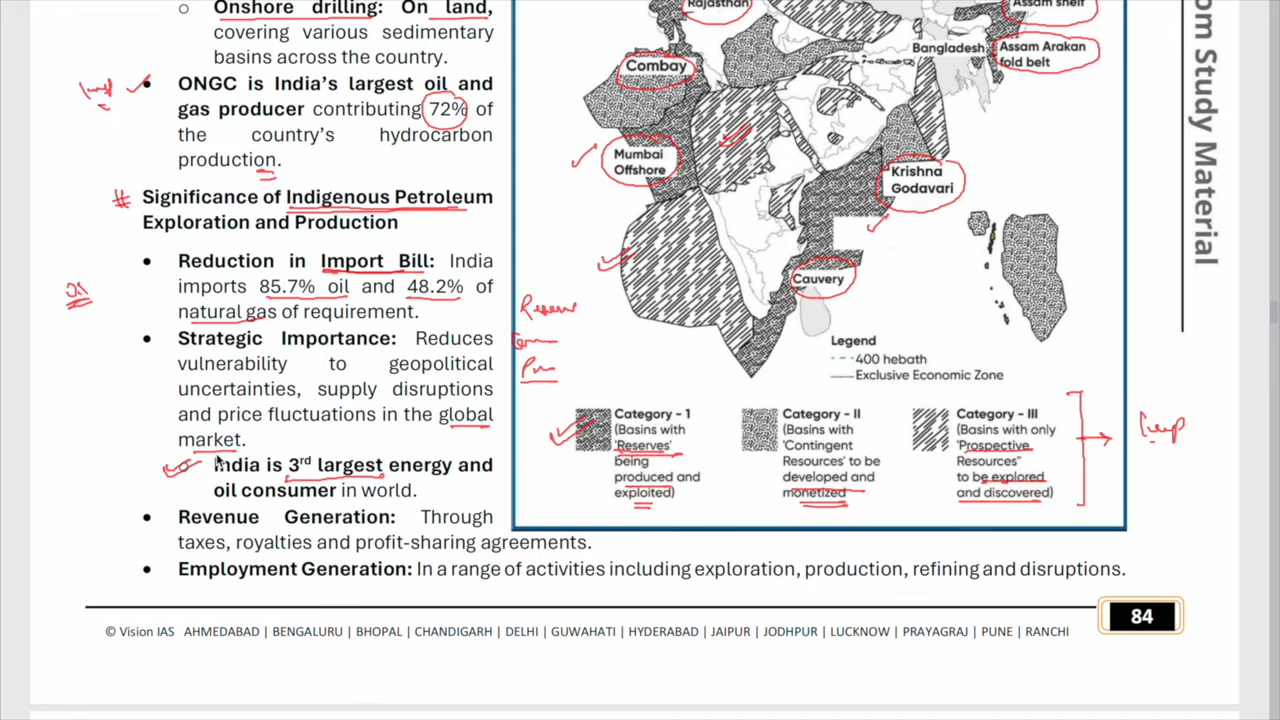 Onshore drilling: On land,
covering various sedimentary
basins across the country.
ONGC is India's largest oil and
gas producer contributing 72% of
the country's hydrocarbon
production.
# Significance of Indigenous Petroleum
Exploration and Production
Reduction in Import Bill: India
imports 85.7% oil and 48.2% of
natural gas of requirement.
Strategic Importance: Reduces
vulnerability to geopolitical
uncertainties, supply disruptions
and price fluctuations in the global
market.
India is 3rd largest energy and
oil consumer in world.
Revenue Generation: Through
taxes, royalties and profit-sharing agreements.
Employment Generation: In a range of activities including exploration, production, refining and disruptions.
Rajasthan
Assam shelf
Bangladesh
Assam Arakan
fold belt
Combay
Mumbai
Offshore
Krishna
Godavari
Cauvery
Legend
400 hebath
Exclusive Economic Zone
Category - 1
(Basins with
'Reserves'
being
produced and
exploited)
Category - II
(Basins with
'Contingent
Resources' to be
developed and
monetized
Category - III
(Basins with only
'Prospective
Resources"
to be explored
and discovered)
Imp
om Study Material
© Vision IAS AHMEDABAD | BENGALURU | BHOPAL | CHANDIGARH | DELHI | GUWAHATI | HYDERABAD | JAIPUR | JODHPUR | LUCKNOW | PRAYAGRAJ | PUNE | RANCHI
84